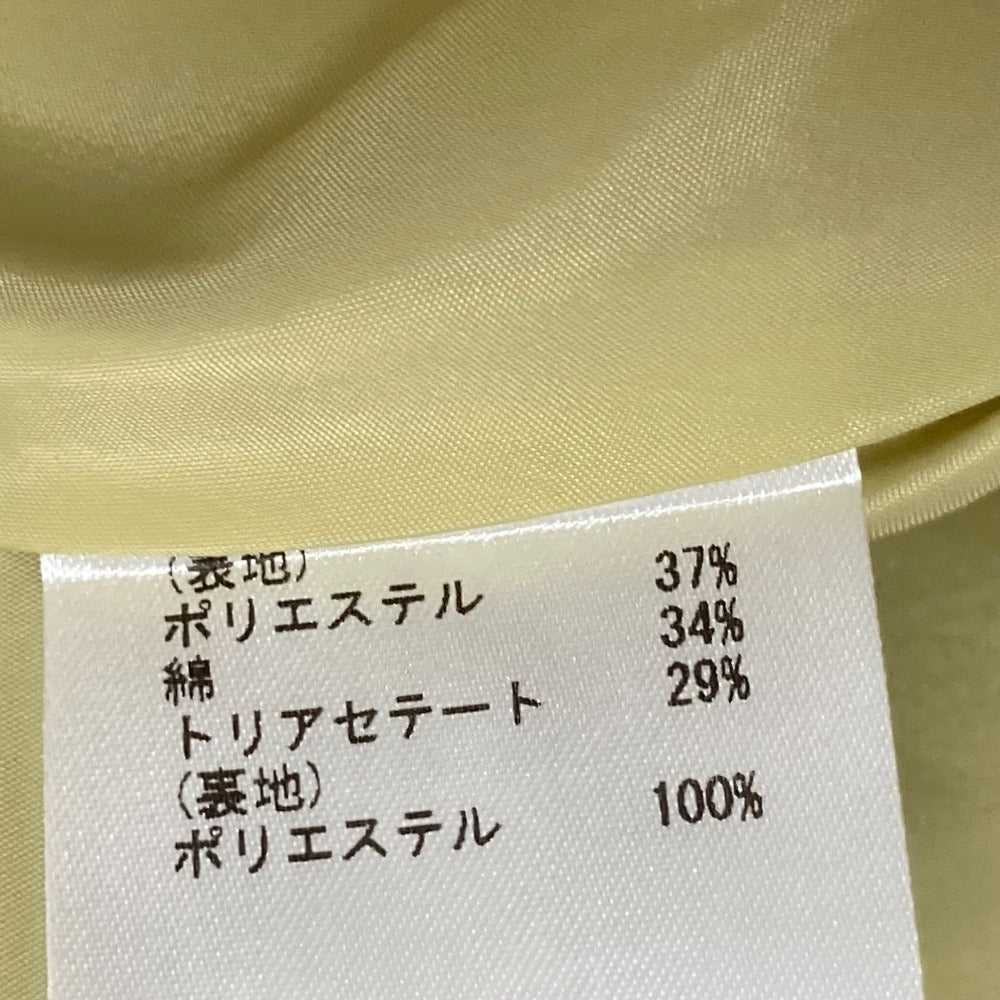 (表地)
ポリエステル 37%
綿 34%
トリアセテート 29%
(裏地)
ポリエステル 100%